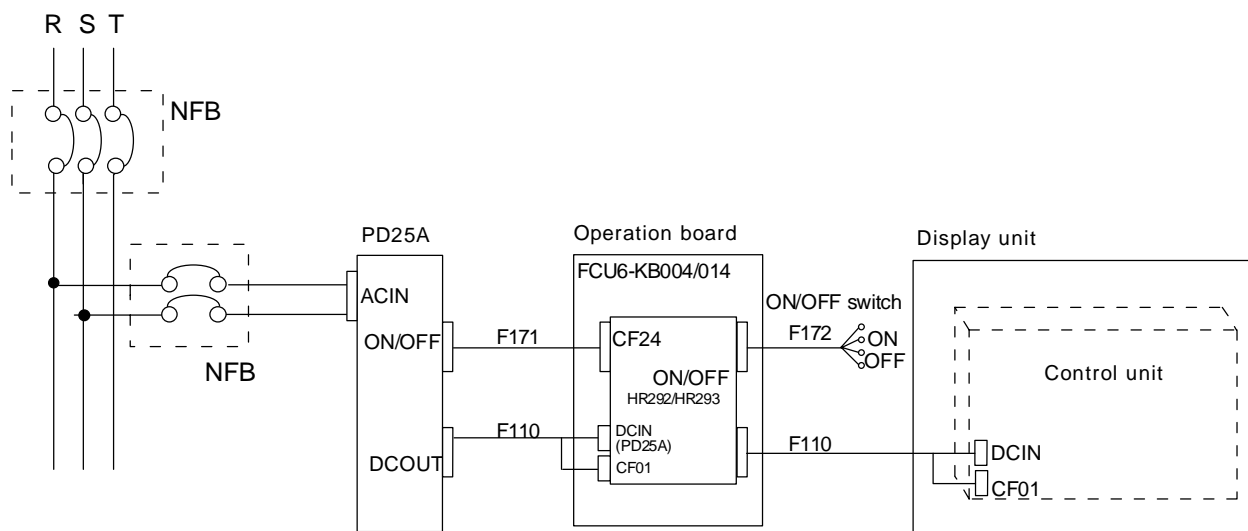 R S T
NFB
NFB
PD25A
ACIN
ON/OFF
DCOUT
F171
F110
Operation board
FCU6-KB004/014
CF24
ON/OFF
HR292/HR293
DCIN
(PD25A)
CF01
ON/OFF switch
F172
ON
OFF
F110
Display unit
Control unit
DCIN
CF01